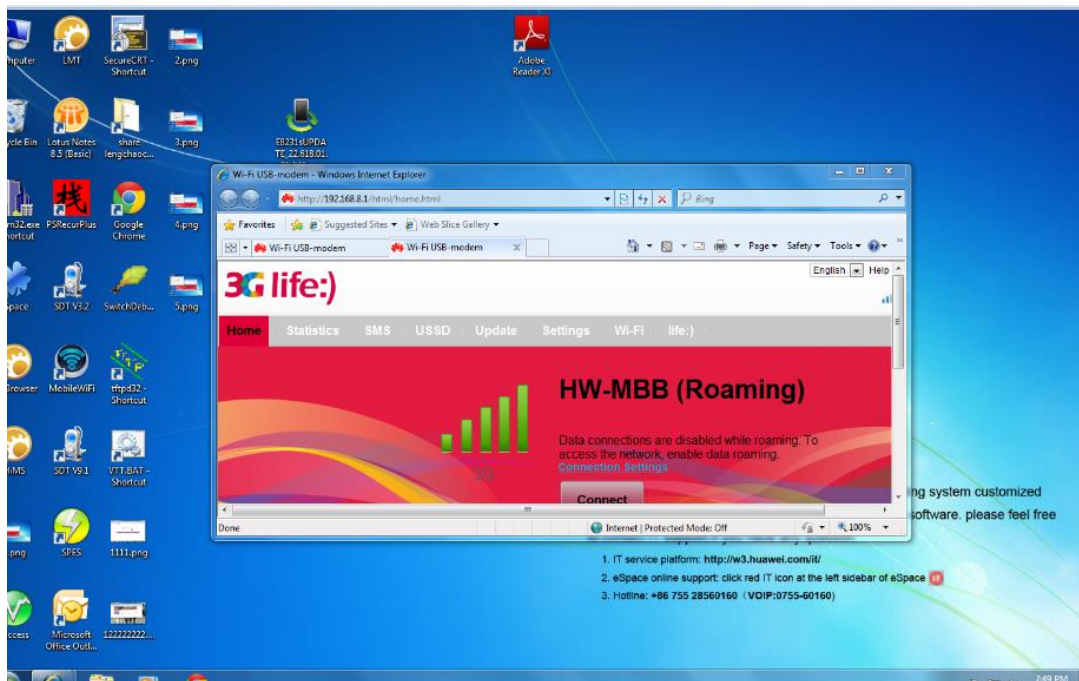 mputer
LMT
SecureCRT -
Shortcut
2.png
Adobe
Reader XI
ycle Bin
Lotus Notes
8.5 (Basic)
share
lengchaoc...
3.png
E8231sUPDA
TE_22.618.01.
m32.exe
ortcut
PSRecurPlus
Google
Chrome
4.png
pace
SDT V3.2
SwitchDeb...
5.png
Browser
MobileWiFi
tftpd32 -
Shortcut
HiMS
SDT V9.1
VTT.BAT -
Shortcut
.png
SPES
1111.png
ccess
Microsoft
Office Outl...
122222222....
Wi-Fi USB-modem - Windows Internet Explorer
http://192.168.8.1/html/home.html
Bing
Favorites
Suggested Sites
Web Slice Gallery
Wi-Fi USB-modem
Wi-Fi USB-modem
Page
Safety
Tools
3G life:)
English
Help
Home
Statistics
SMS
USSD
Update
Settings
Wi-Fi
life:)
HW-MBB (Roaming)
3G
Data connections are disabled while roaming. To
access the network, enable data roaming.
Connection Settings
Connect
Done
Internet | Protected Mode: Off
100%
ng system customized
software. please feel free
1. IT service platform: http://w3.huawei.com/it/
2. eSpace online support: click red IT icon at the left sidebar of eSpace
3. Hotline: +86 755 28560160（VOIP:0755-60160)
7:49 PM